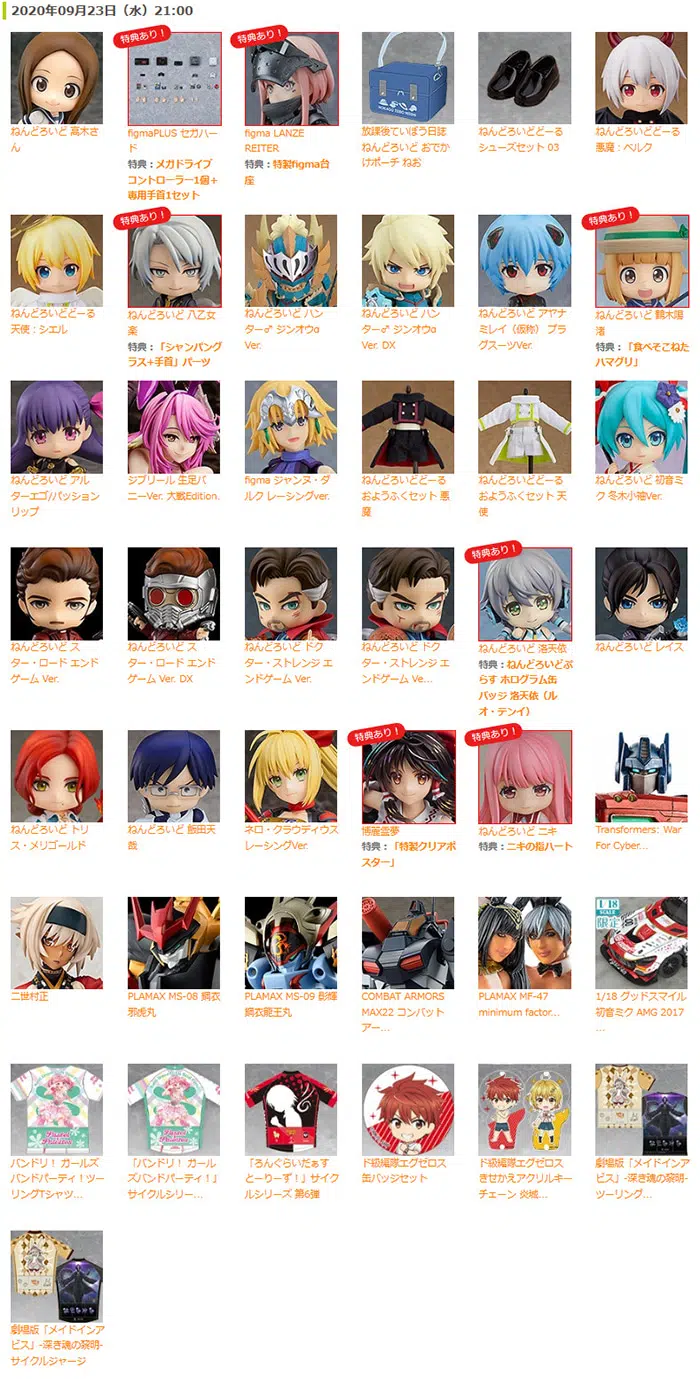 2020年09月23日（水）21:00
特典あり！
特典あり！
ねんどろいど 高木さ
ん
figmaPLUS セガハー
ド
特典：メガドライブ
コントローラー1個＋
専用手首1セット
figma LANZE
REITER
特典：特製figma台
座
放課後ていぼう日誌
ねんどろいど おでか
けポーチ ねお
ねんどろいどどーる
シューズセット 03
ねんどろいどどーる
悪魔：ベルク
特典あり！
特典あり！
ねんどろいどどーる
天使：シエル
ねんどろいど 八乙女
楽
特典：「シャンパング
ラス+手首」パーツ
ねんどろいど ハン
ター♂ ジンオウα
Ver.
ねんどろいど ハン
ター♂ ジンオウα
Ver. DX
ねんどろいど アヤナ
ミレイ（仮称） プラ
グスーツVer.
ねんどろいど 鶴木陽
渚
特典：「食べそこねた
ハマグリ」
ねんどろいど アル
ターエゴ/パッション
リップ
ジブリール 生足バ
ニーVer. 大戦Edition.
figma ジャンヌ・ダ
ルク レーシングver.
ねんどろいどどーる
おようふくセット 悪
魔
ねんどろいどどーる
おようふくセット 天
使
ねんどろいど 初音ミ
ク 冬木小袖Ver.
特典あり！
ねんどろいど ス
ター・ロード エンド
ゲーム Ver.
ねんどろいど ス
ター・ロード エンド
ゲーム Ver. DX
ねんどろいど ドク
ター・ストレンジ エ
ンドゲーム Ver.
ねんどろいど ドク
ター・ストレンジ エ
ンドゲーム Ve...
ねんどろいど 洛天依
特典：ねんどろいどぷ
らす ホログラム缶
バッジ 洛天依（ル
オ・テンイ）
ねんどろいど レイス
特典あり！
特典あり！
ねんどろいど トリ
ス・メリゴールド
ねんどろいど 飯田天
哉
ネロ・クラウディウス
レーシングVer.
博麗霊夢
特典：「特製クリアポ
スター」
ねんどろいど ニキ
特典：ニキの指ハート
Transformers: War
For Cyber...
1/18
SCALE
限定
二世村正
PLAMAX MS-08 鋼衣
邪虎丸
PLAMAX MS-09 彰輝
鋼衣龍王丸
COMBAT ARMORS
MAX22 コンバット
アー...
PLAMAX MF-47
minimum factor...
1/18 グッドスマイル
初音ミク AMG 2017
...
バンドリ！ ガールズ
バンドパーティ！ツー
リングTシャツ...
「バンドリ！ ガール
ズバンドパーティ！」
サイクルシリー...
「ろんぐらいだぁす
とーりーず！」サイク
ルシリーズ 第6弾
ド級編隊エグゼロス
缶バッジセット
ド級編隊エグゼロス
きせかえアクリルキー
チェーン 炎城...
劇場版「メイドインア
ビス」-深き魂の黎明-
ツーリング...
劇場版「メイドインア
ビス」-深き魂の黎明-
サイクルジャージ